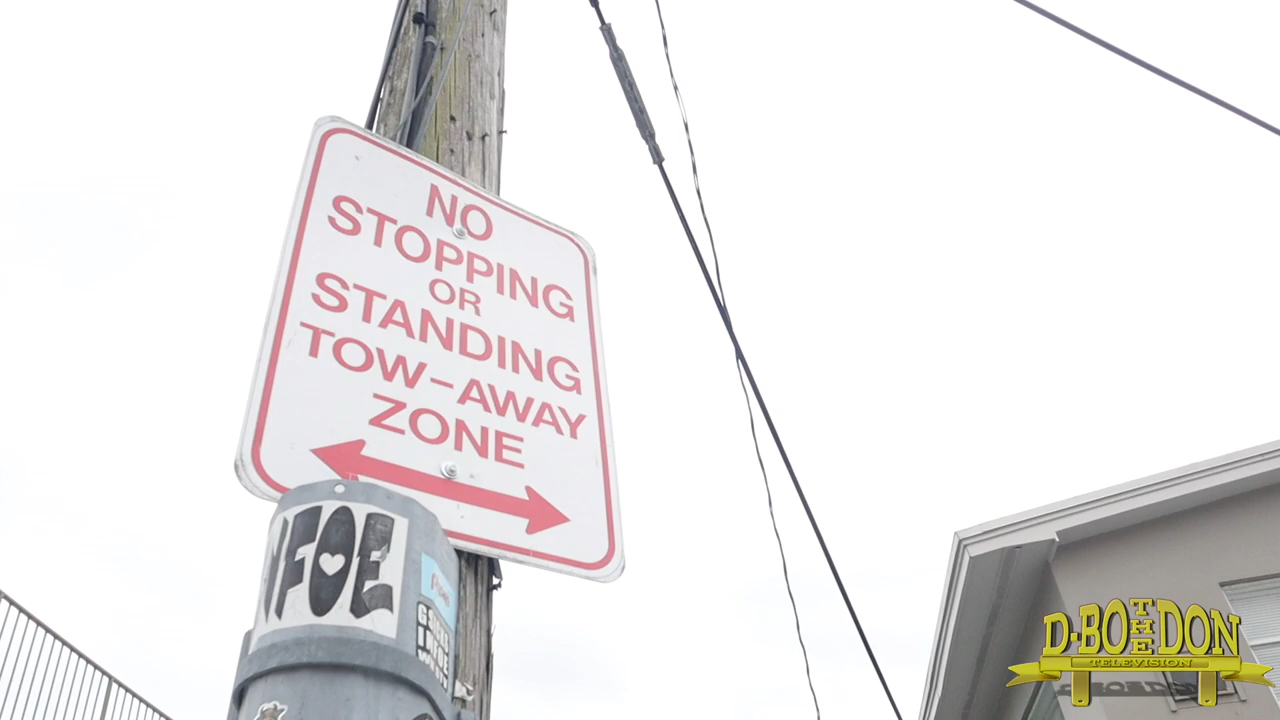 NO
STOPPING
OR
STANDING
TOW-AWAY
ZONE
FOE
D-BO THE DON
TELEVISION